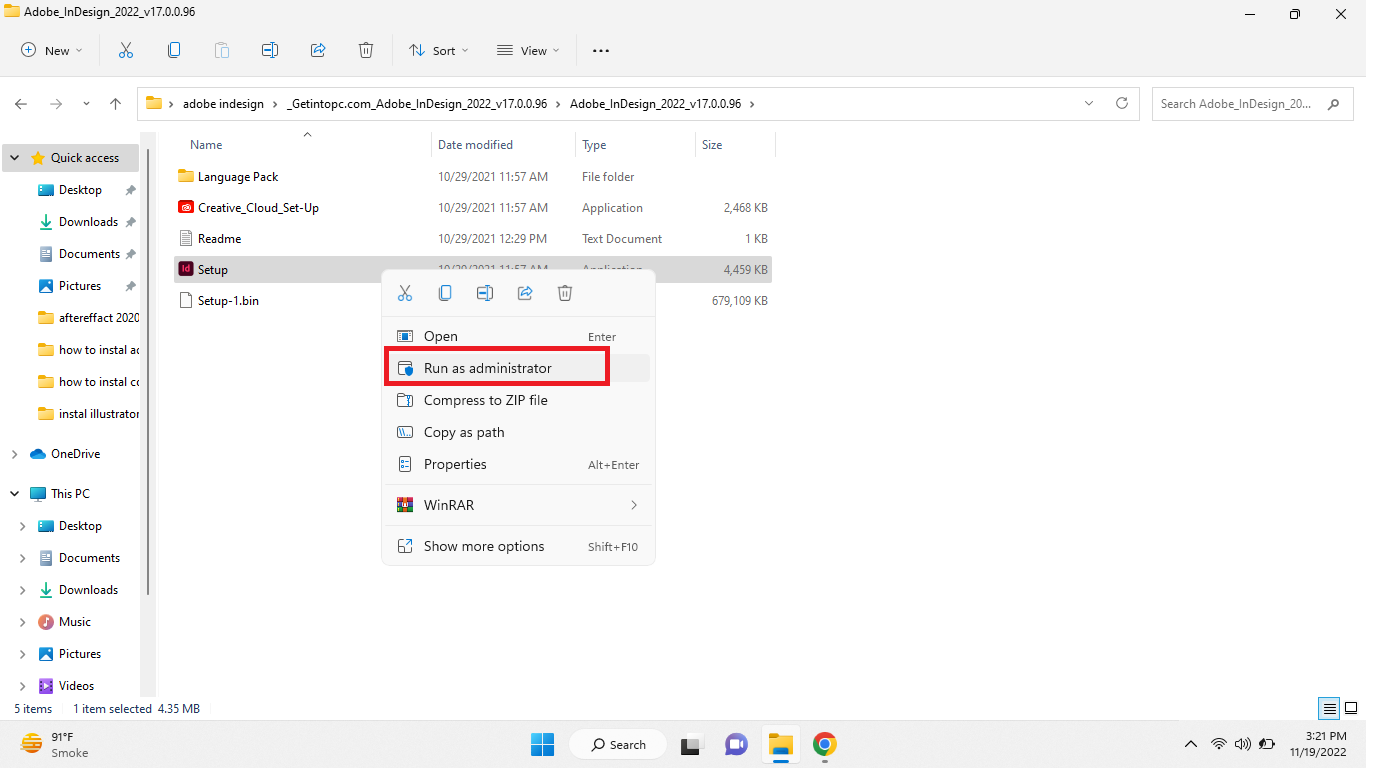 Adobe_InDesign_2022_v17.0.0.96
New
Sort
View
adobe indesign > _Getintopc.com_Adobe_InDesign_2022_v17.0.0.96 > Adobe_InDesign_2022_v17.0.0.96 >
Search Adobe_InDesign_20...
Name Date modified Type Size
Quick access
Desktop
Downloads
Documents
Pictures
aftereffact 2020
how to instal ac
how to instal co
instal illustrator
OneDrive
This PC
Desktop
Documents
Downloads
Music
Pictures
Videos
Language Pack 10/29/2021 11:57 AM File folder
Creative_Cloud_Set-Up 10/29/2021 11:57 AM Application 2,468 KB
Readme 10/29/2021 12:29 PM Text Document 1 KB
Setup 10/29/2021 11:57 AM Application 4,459 KB
Setup-1.bin 679,109 KB
Open Enter
Run as administrator
Compress to ZIP file
Copy as path
Properties Alt+Enter
WinRAR
Show more options Shift+F10
5 items 1 item selected 4.35 MB
91°F
Smoke
Search
3:21 PM
11/19/2022